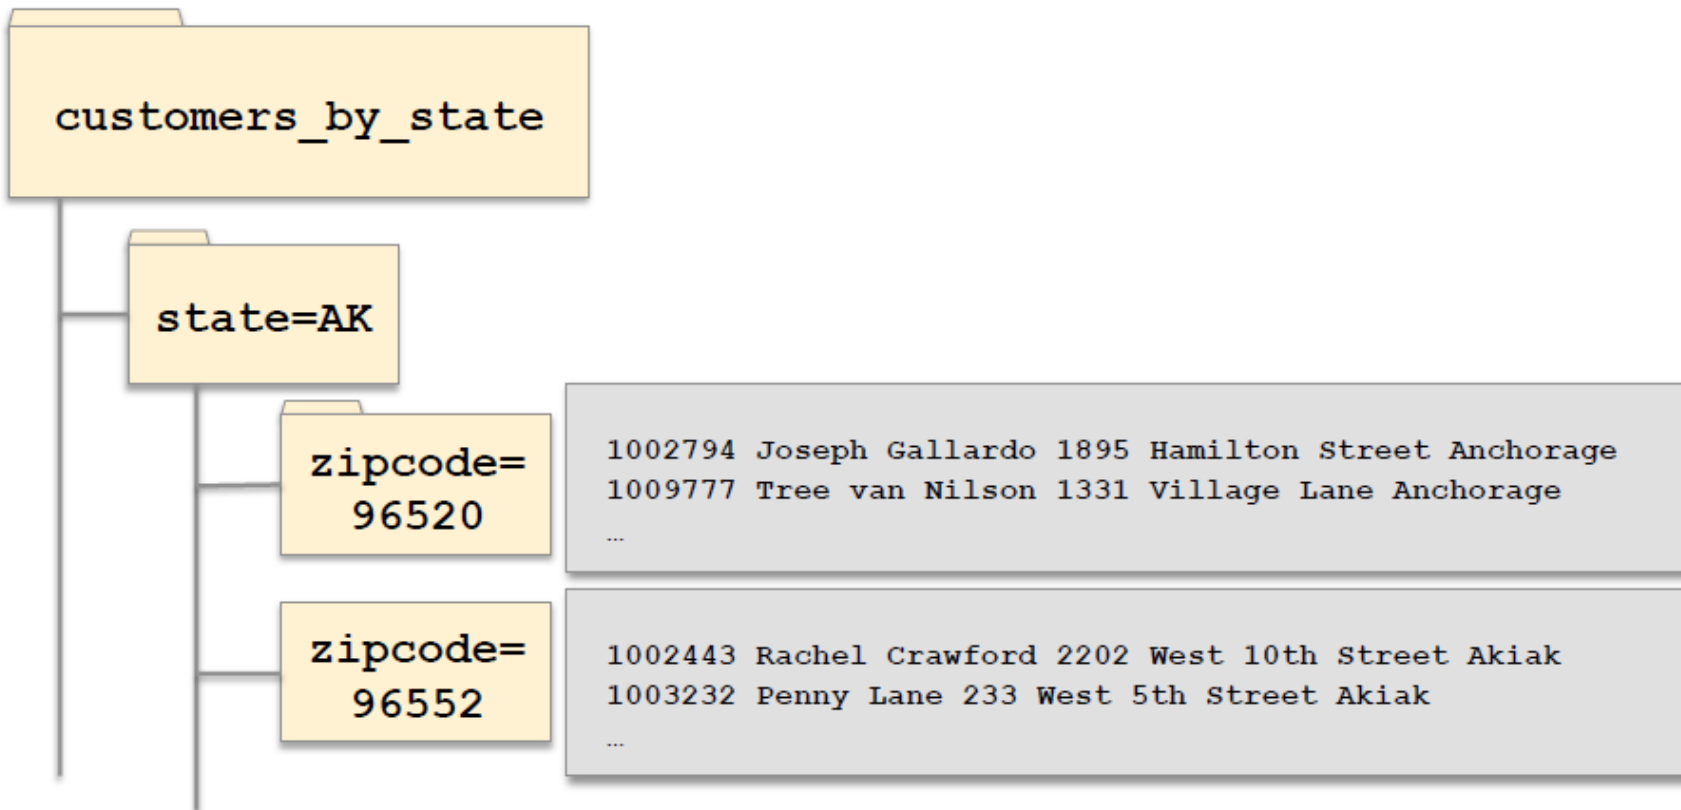 customers_by_state
state=AK
zipcode=
96520
1002794 Joseph Gallardo 1895 Hamilton Street Anchorage
1009777 Tree van Nilson 1331 Village Lane Anchorage
…
zipcode=
96552
1002443 Rachel Crawford 2202 West 10th Street Akiak
1003232 Penny Lane 233 West 5th Street Akiak
…